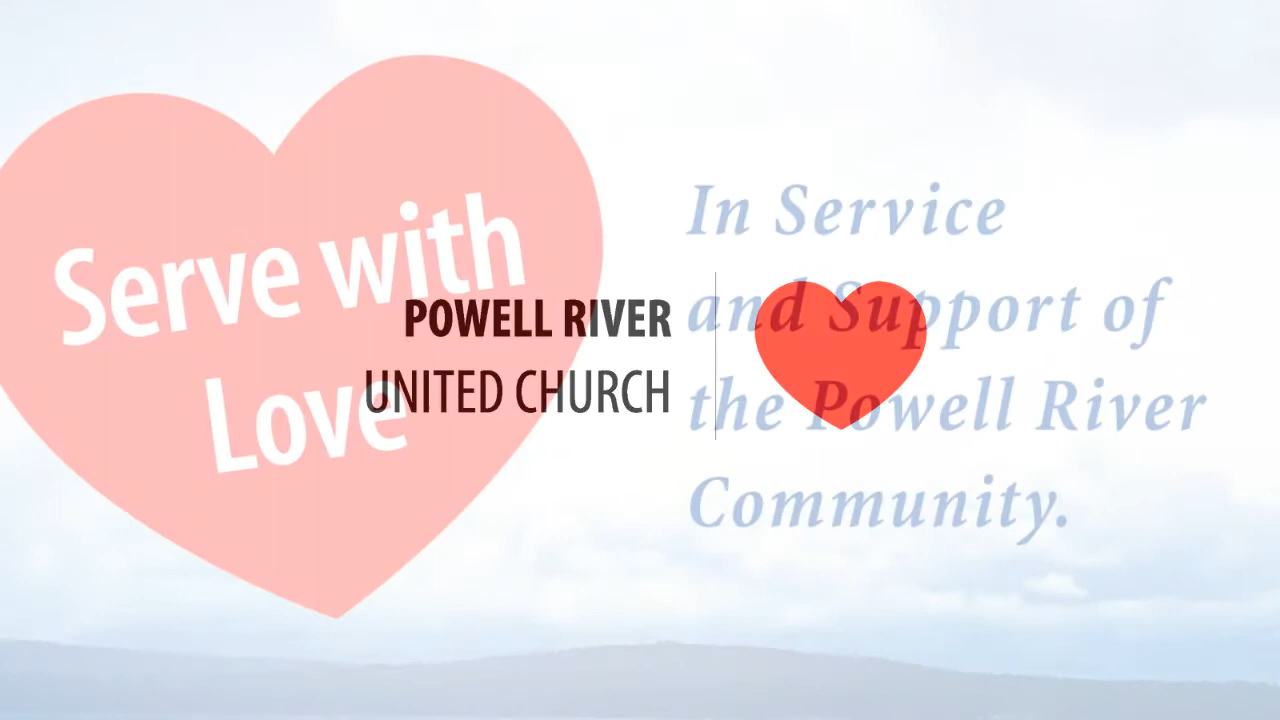 Serve with
Love
POWELL RIVER
UNITED CHURCH
In Service
and Support of
the Powell River
Community.